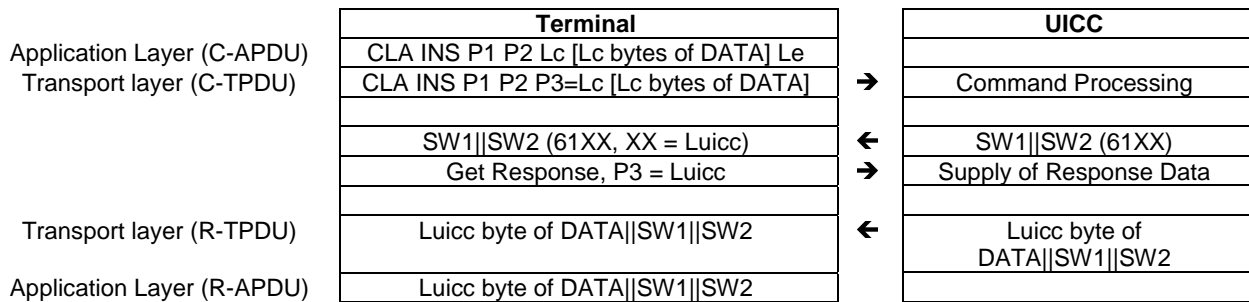 Terminal UICC
Application Layer (C-APDU) CLA INS P1 P2 Lc [Lc bytes of DATA] Le
Transport layer (C-TPDU) CLA INS P1 P2 P3=Lc [Lc bytes of DATA] ➔ Command Processing
SW1||SW2 (61XX, XX = Luicc) 🡸 SW1||SW2 (61XX)
Get Response, P3 = Luicc ➔ Supply of Response Data
Transport layer (R-TPDU) Luicc byte of DATA||SW1||SW2 🡸 Luicc byte of
DATA||SW1||SW2
Application Layer (R-APDU) Luicc byte of DATA||SW1||SW2